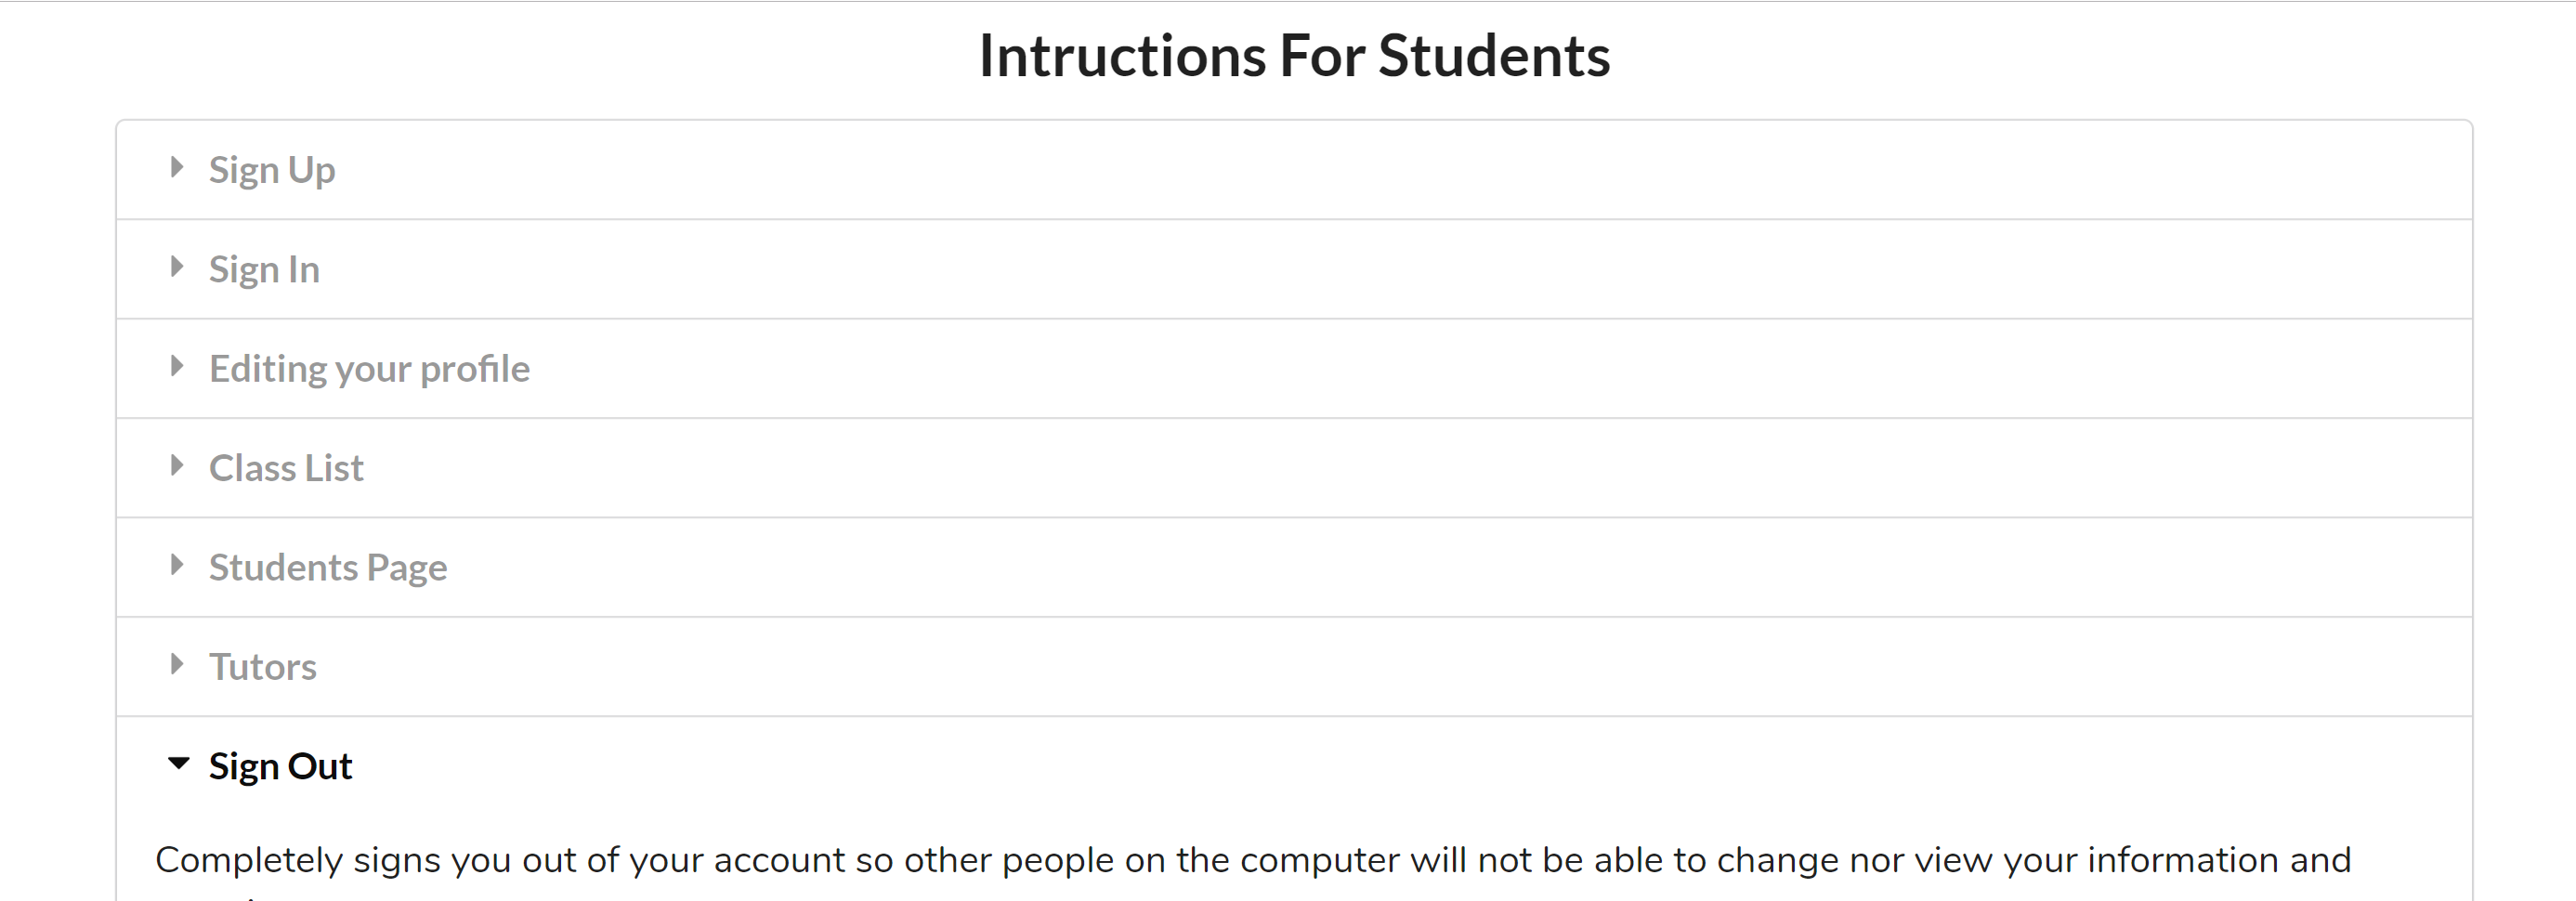 Intructions For Students
Sign Up
Sign In
Editing your profile
Class List
Students Page
Tutors
Sign Out
Completely signs you out of your account so other people on the computer will not be able to change nor view your information and